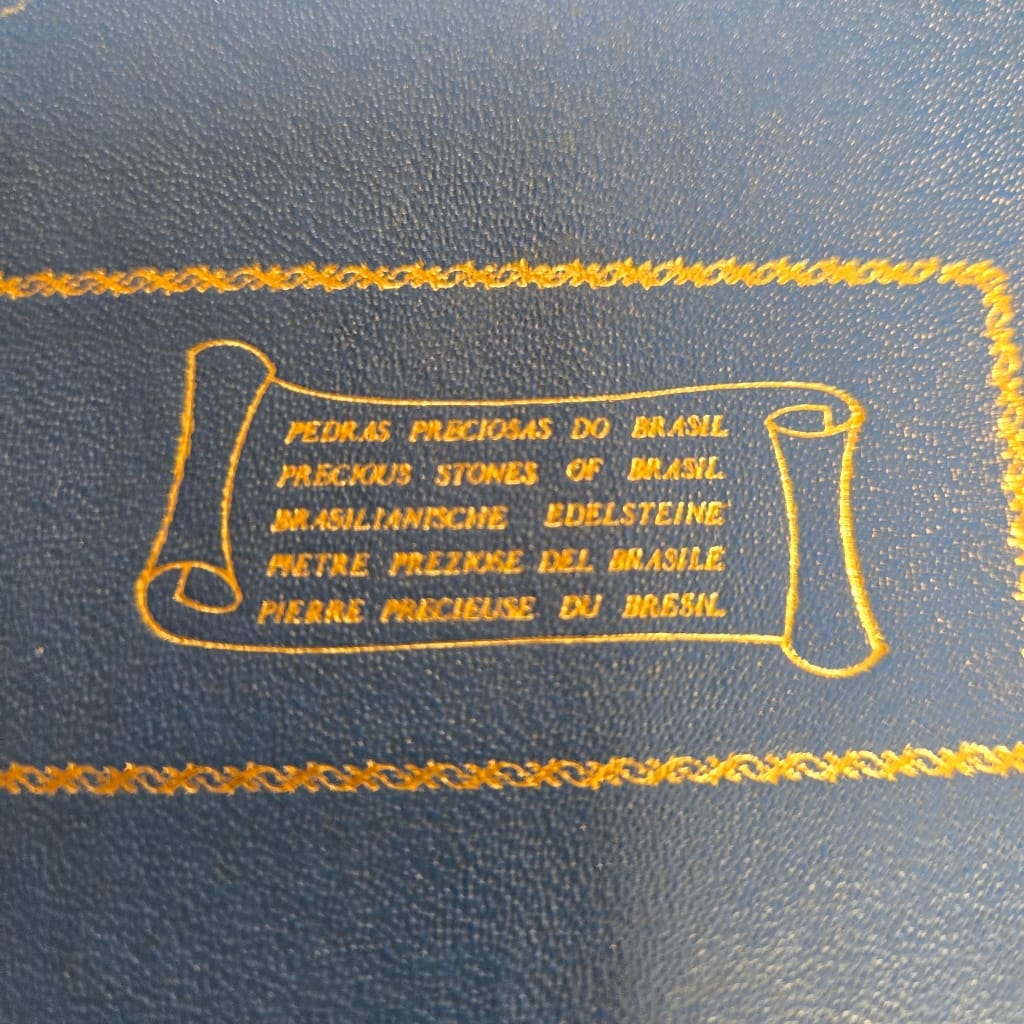 PEDRAS PRECIOSAS DO BRASIL
PRECIOUS STONES OF BRASIL
BRASILIANISCHE EDELSTEINE
PIETRE PREZIOSE DEL BRASILE
PIERRE PRECIEUSE DU BRESIL